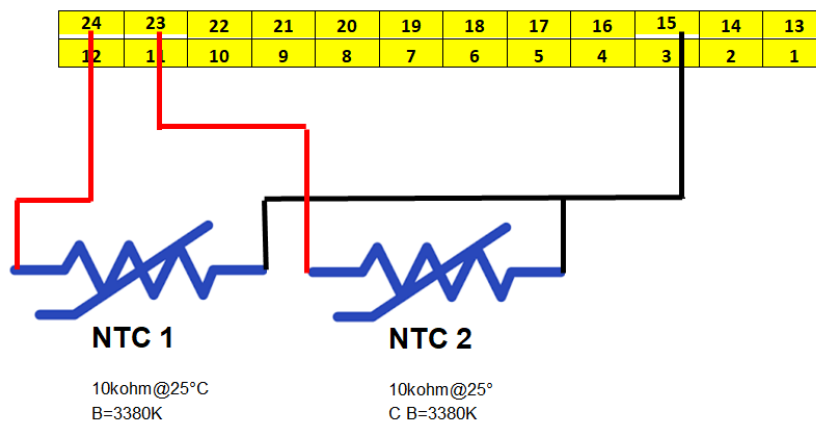 24 23 22 21 20 19 18 17 16 15 14 13
12 11 10 9 8 7 6 5 4 3 2 1
NTC 1
10kohm@25°C
B=3380K
NTC 2
10kohm@25°
C B=3380K